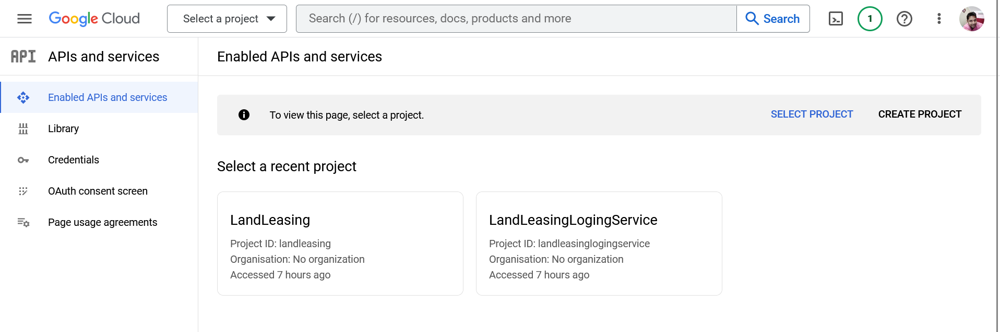 Google Cloud
Select a project
Search (/) for resources, docs, products and more
Search
1
API
APIs and services
Enabled APIs and services
Library
Credentials
OAuth consent screen
Page usage agreements
Enabled APIs and services
To view this page, select a project.
SELECT PROJECT
CREATE PROJECT
Select a recent project
LandLeasing
Project ID: landleasing
Organisation: No organization
Accessed 7 hours ago
LandLeasingLogingService
Project ID: landleasinglogingservice
Organisation: No organization
Accessed 7 hours ago